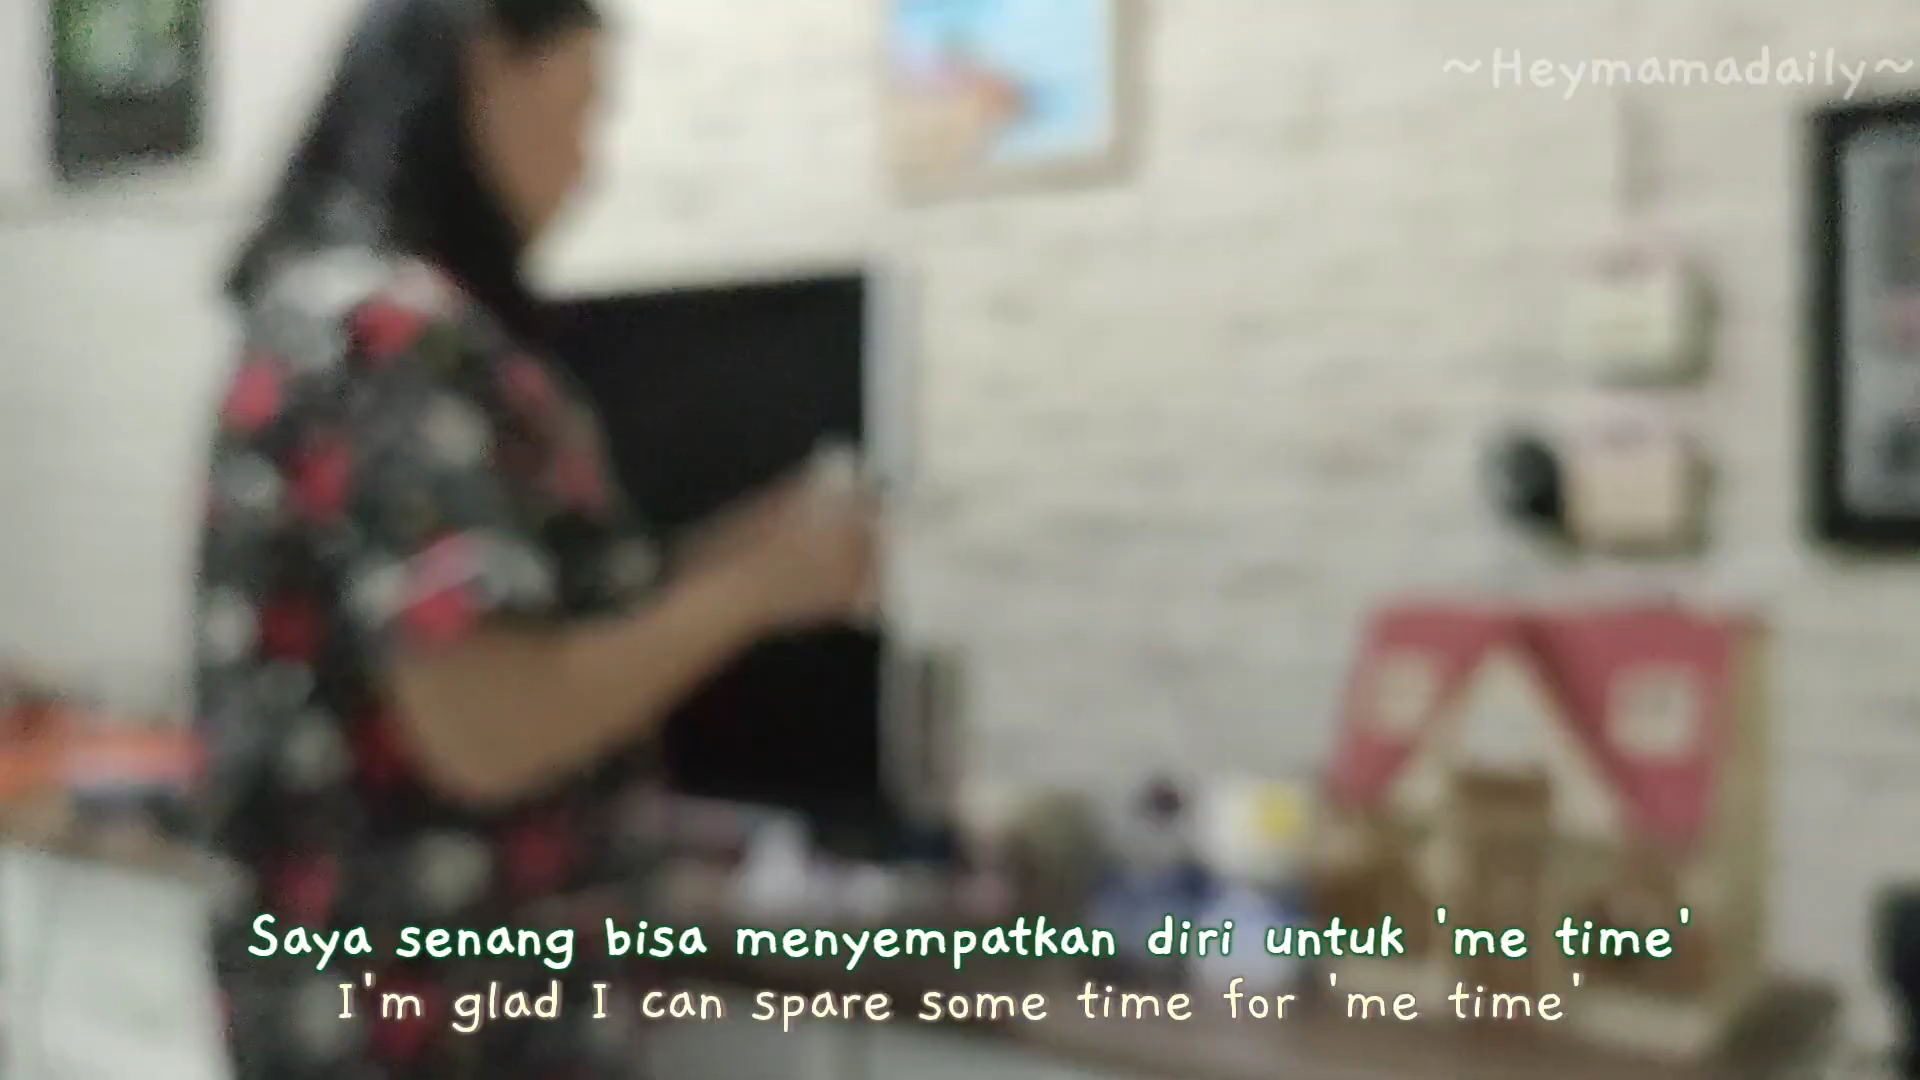 ~Heymamadaily~
Saya senang bisa menyempatkan diri untuk 'me time'
I'm glad I can spare some time for 'me time'